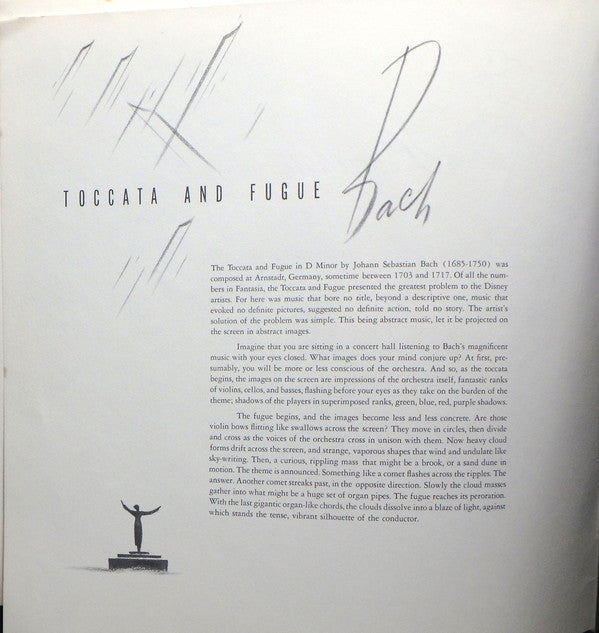 TOCCATA AND FUGUE
Bach
The Toccata and Fugue in D Minor by Johann Sebastian Bach (1685-1750) was
composed at Arnstadt, Germany, sometime between 1703 and 1717. Of all the num-
bers in Fantasia, the Toccata and Fugue presented the greatest problem to the Disney
artists. For here was music that bore no title, beyond a descriptive one, music that
evoked no definite pictures, suggested no definite action, told no story. The artist's
solution of the problem was simple. This being abstract music, let it be projected on
the screen in abstract images.
Imagine that you are sitting in a concert hall listening to Bach's magnificent
music with your eyes closed. What images does your mind conjure up? At first, pre-
sumably, you will be more or less conscious of the orchestra. And so, as the toccata
begins, the images on the screen are impressions of the orchestra itself, fantastic ranks
of violins, cellos, and basses, flashing before your eyes as they take on the burden of the
theme; shadows of the players in superimposed ranks, green, blue, red, purple shadows.
The fugue begins, and the images become less and less concrete. Are those
violin bows flitting like swallows across the screen? They move in circles, then divide
and cross as the voices of the orchestra cross in unison with them. Now heavy cloud
forms drift across the screen, and strange, vaporous shapes that wind and undulate like
sky-writing. Then, a curious, rippling mass that might be a brook, or a sand dune in
motion. The theme is announced. Something like a comet flashes across the ripples. The
answer. Another comet streaks past, in the opposite direction. Slowly the cloud masses
gather into what might be a huge set of organ pipes. The fugue reaches its peroration.
With the last gigantic organ-like chords, the clouds dissolve into a blaze of light, against
which stands the tense, vibrant silhouette of the conductor.